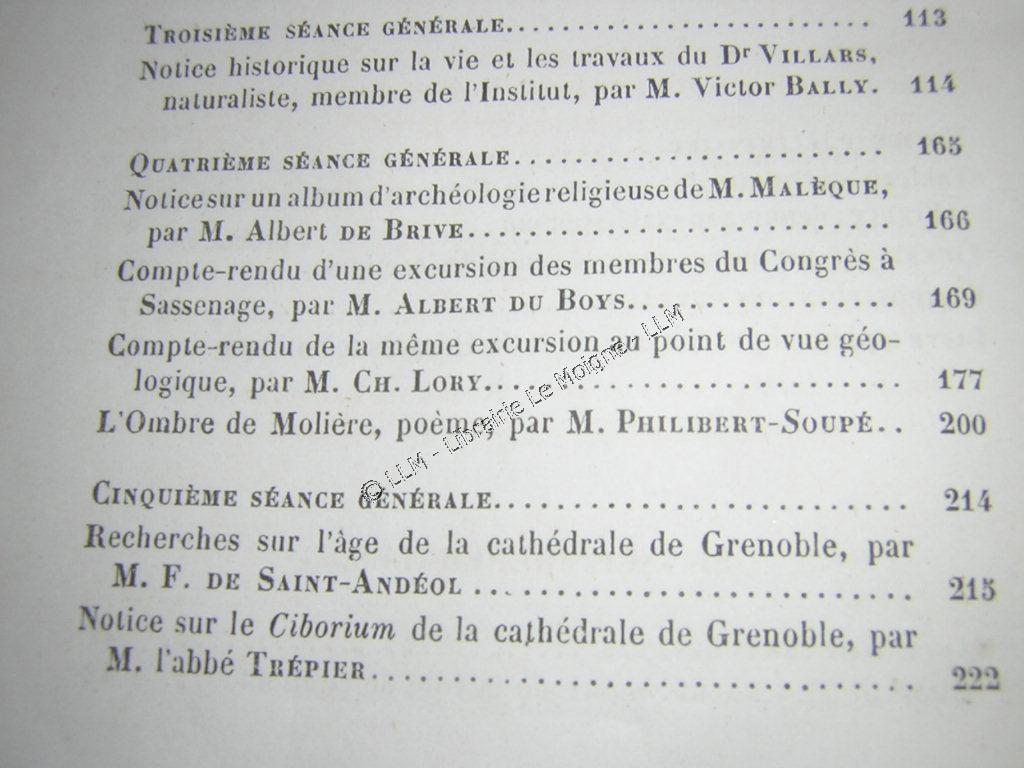 TROISIÈME SÉANCE GÉNÉRALE............................ 113
Notice historique sur la vie et les travaux du Dr VILLARS,
naturaliste, membre de l'Institut, par M. Victor BALLY. 114
QUATRIÈME SÉANCE GÉNÉRALE............................ 165
Notice sur un album d'archéologie religieuse de M. MALÈQUE,
par M. Albert DE BRIVE............................... 166
Compte-rendu d'une excursion des membres du Congrès à
Sassenage, par M. ALBERT DU BOYS.................... 169
Compte-rendu de la même excursion au point de vue géo-
logique, par M. CH. LORY............................. 177
L'Ombre de Molière, poème, par M. PHILIBERT-SOUPÉ.. 200
CINQUIÈME SÉANCE GÉNÉRALE............................ 214
Recherches sur l'âge de la cathédrale de Grenoble, par
M. F. DE SAINT-ANDÉOL ............................... 215
Notice sur le Ciborium de la cathédrale de Grenoble, par
M. l'abbé TRÉPIER.................................... 222
© LLM - Librairie Le Moigne - LLM